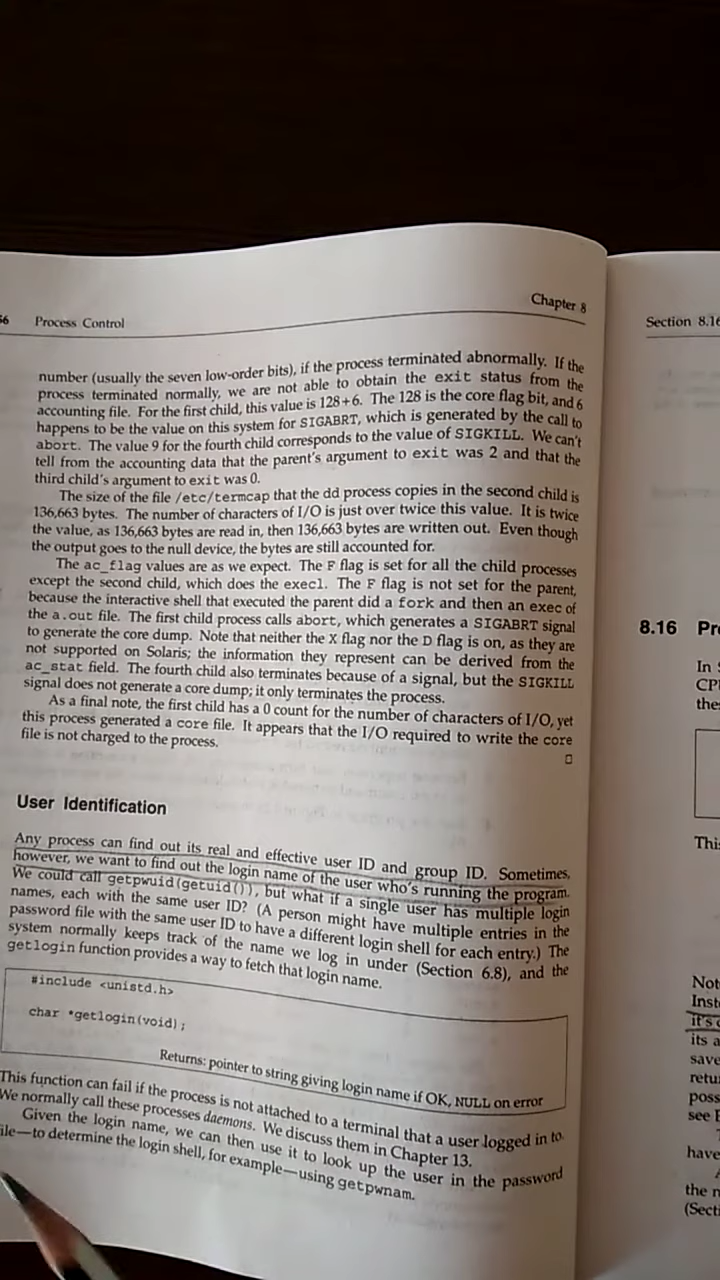 56 Process Control Chapter 8
number (usually the seven low-order bits), if the process terminated abnormally. If the
process terminated normally, we are not able to obtain the exit status from the
accounting file. For the first child, this value is 128+6. The 128 is the core flag bit, and 6
happens to be the value on this system for SIGABRT, which is generated by the call to
abort. The value 9 for the fourth child corresponds to the value of SIGKILL. We can't
tell from the accounting data that the parent's argument to exit was 2 and that the
third child's argument to exit was 0.
The size of the file /etc/termcap that the dd process copies in the second child is
136,663 bytes. The number of characters of I/O is just over twice this value. It is twice
the value, as 136,663 bytes are read in, then 136,663 bytes are written out. Even though
the output goes to the null device, the bytes are still accounted for.
The ac_flag values are as we expect. The F flag is set for all the child processes
except the second child, which does the execl. The F flag is not set for the parent,
because the interactive shell that executed the parent did a fork and then an exec of
the a.out file. The first child process calls abort, which generates a SIGABRT signal
to generate the core dump. Note that neither the X flag nor the D flag is on, as they are
not supported on Solaris; the information they represent can be derived from the
ac_stat field. The fourth child also terminates because of a signal, but the SIGKILL
signal does not generate a core dump; it only terminates the process.
As a final note, the first child has a 0 count for the number of characters of I/O, yet
this process generated a core file. It appears that the I/O required to write the core
file is not charged to the process.
User Identification
Any process can find out its real and effective user ID and group ID. Sometimes,
however, we want to find out the login name of the user who's running the program.
We could call getpwuid(getuid()), but what if a single user has multiple login
names, each with the same user ID? (A person might have multiple entries in the
password file with the same user ID to have a different login shell for each entry.) The
system normally keeps track of the name we log in under (Section 6.8), and the
getlogin function provides a way to fetch that login name.
#include <unistd.h>
char *getlogin(void);
Returns: pointer to string giving login name if OK, NULL on error
This function can fail if the process is not attached to a terminal that a user logged in to.
We normally call these processes daemons. We discuss them in Chapter 13.
Given the login name, we can then use it to look up the user in the password
ile—to determine the login shell, for example—using getpwnam.
Section 8.16
8.16 Pr
In
CPU
the
Thi
Not
Inst
it's
its a
save
retu
poss
see
have
the n
(Secti